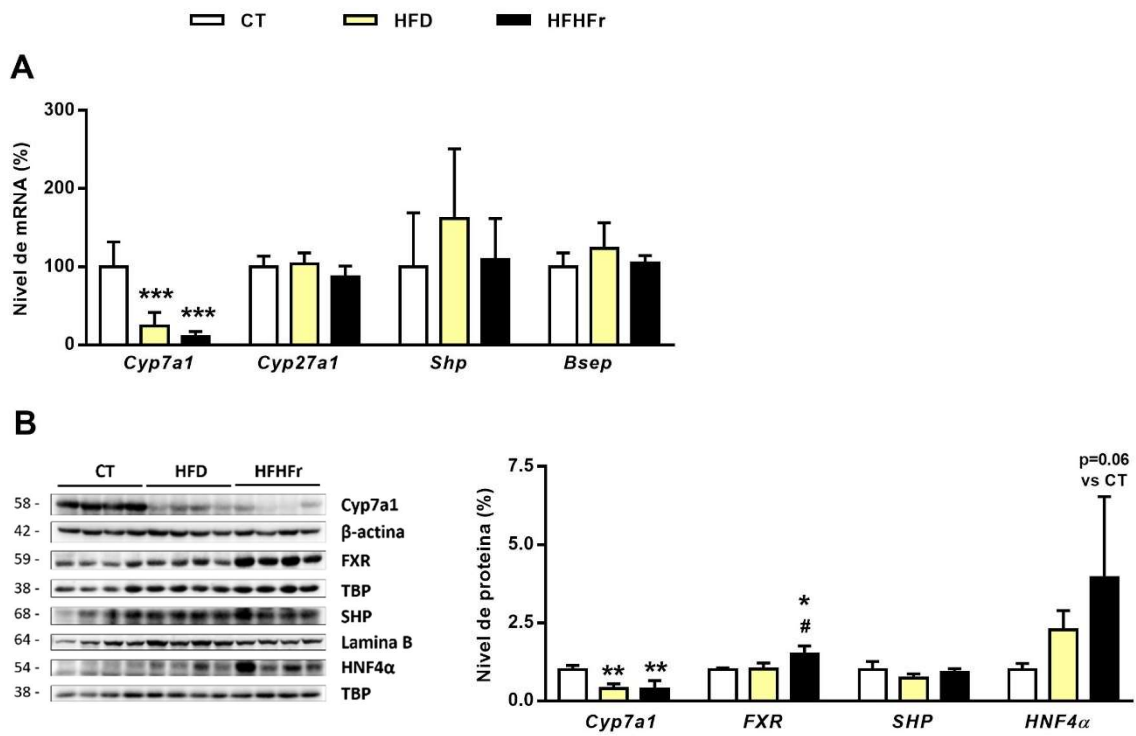 CT HFD HFHFr
A
Nivel de mRNA (%)
300
200
100
0
*** ***
Cyp7a1 Cyp27a1 Shp Bsep
B
CT HFD HFHFr
58 - Cyp7a1
42 - β-actina
59 - FXR
38 - TBP
68 - SHP
64 - Lamina B
54 - HNF4α
38 - TBP
Nivel de proteina (%)
7.5
5.0
2.5
0.0
** **
*
#
p=0.06
vs CT
Cyp7a1 FXR SHP HNF4α